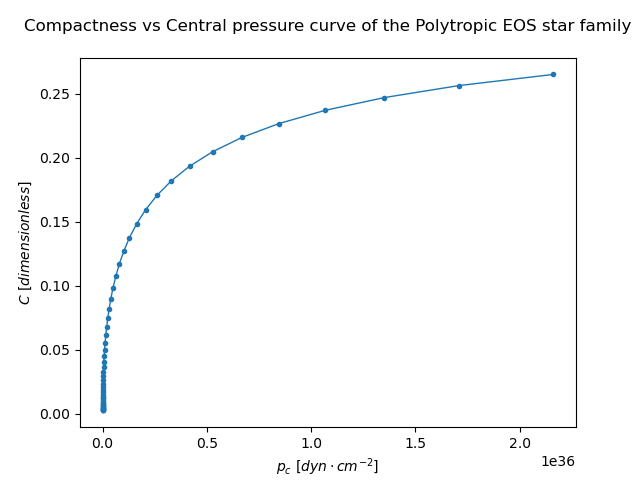 Compactness vs Central pressure curve of the Polytropic EOS star family
0.25
0.20
0.15
0.10
0.05
0.00
C [dimensionless]
0.0 0.5 1.0 1.5 2.0
1e36
p_c [dyn · cm^{-2}]